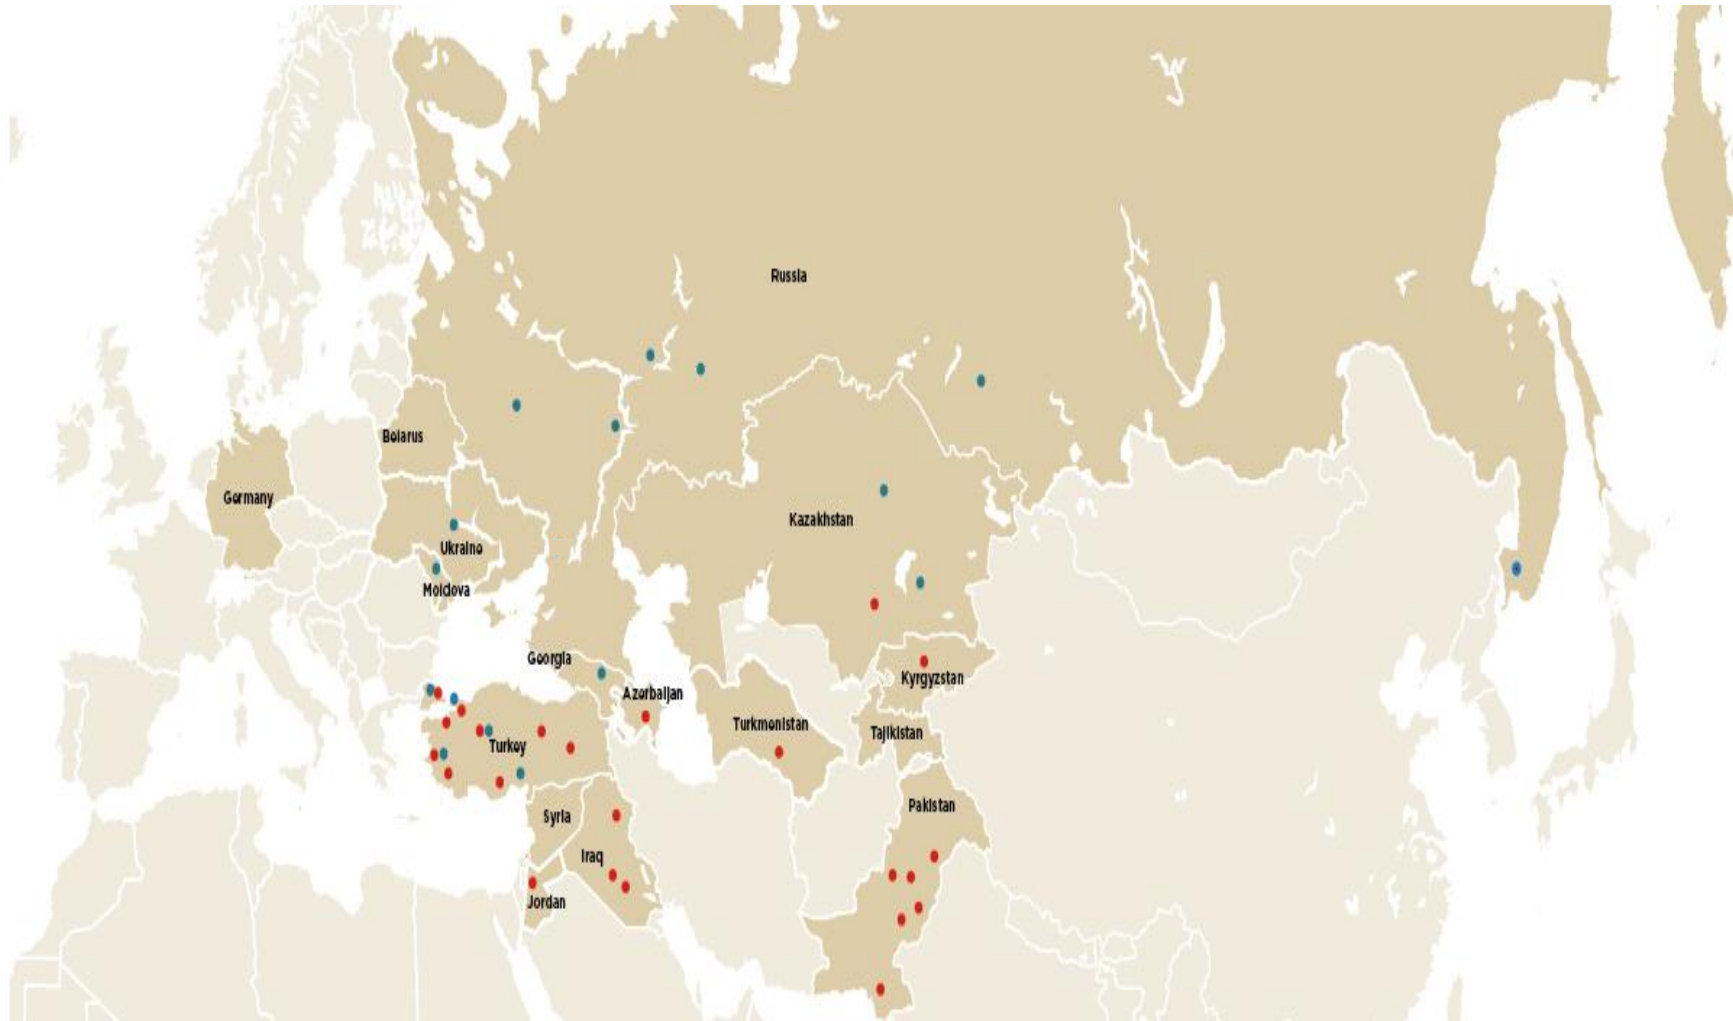 Russia
Belarus
Germany
Kazakhstan
Ukraine
Moldova
Georgia
Kyrgyzstan
Azerbaijan
Turkmenistan
Tajikistan
Turkey
Pakistan
Syria
Iraq
Jordan